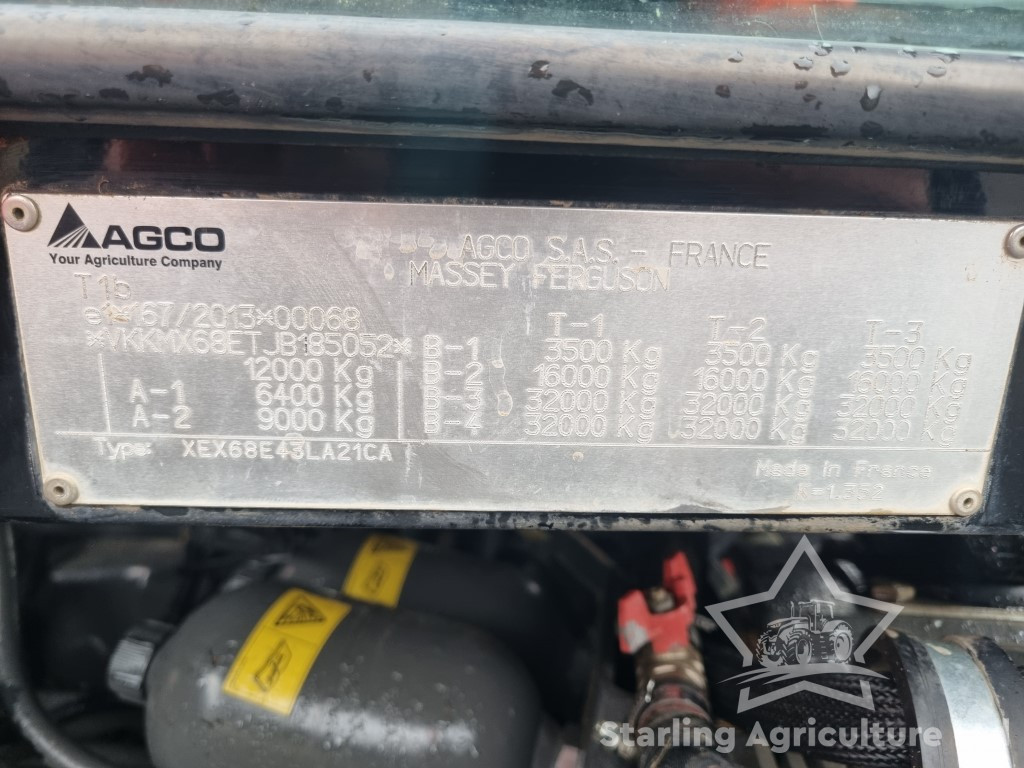 AGCO
Your Agriculture Company
AGCO S.A.S. - FRANCE
MASSEY FERGUSON
T1b
167/2013*00068
*VKKMX68ETJB185052*
12000 Kg
A-1 6400 Kg
A-2 9000 Kg
T-1 T-2 T-3
B-1 3500 Kg 3500 Kg 3500 Kg
B-2 16000 Kg 16000 Kg 16000 Kg
B-3 32000 Kg 32000 Kg 32000 Kg
B-4 32000 Kg 32000 Kg 32000 Kg
Type: XEX68E43LA21CA
Made In France
Starling Agriculture